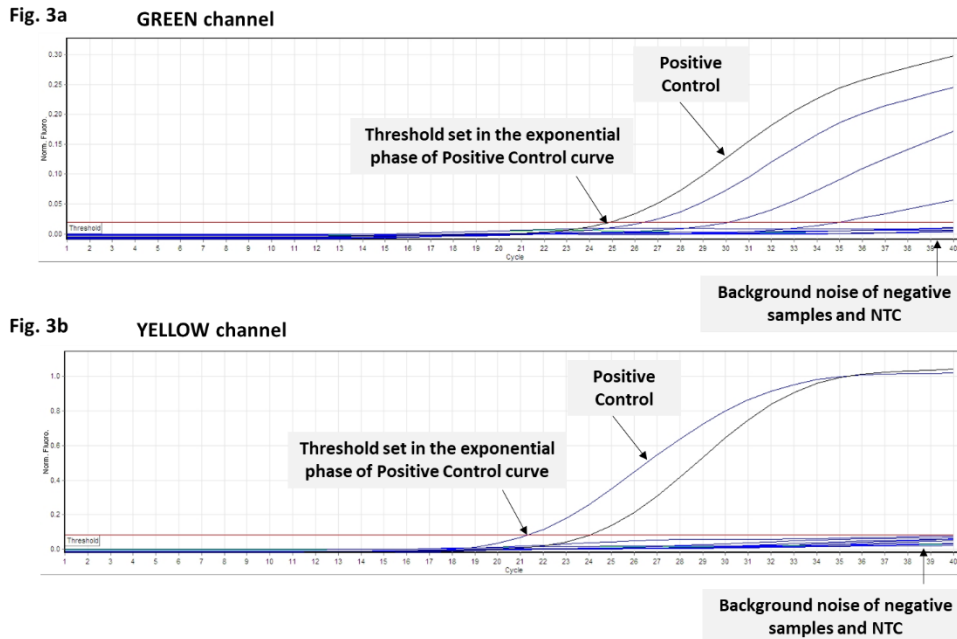 Fig. 3a GREEN channel
0.30
0.25
0.20
0.15
0.10
0.05
0.00
Norm. Fluoro.
Positive
Control
Threshold set in the exponential
phase of Positive Control curve
Threshold
1 2 3 4 5 6 7 8 9 10 11 12 13 14 15 16 17 18 19 20 21 22 23 24 25 26 27 28 29 30 31 32 33 34 35 36 37 38 39 40
Cycle
Background noise of negative
samples and NTC
Fig. 3b YELLOW channel
1.0
0.8
0.6
0.4
0.2
0.0
Norm. Fluoro.
Positive
Control
Threshold set in the exponential
phase of Positive Control curve
Threshold
1 2 3 4 5 6 7 8 9 10 11 12 13 14 15 16 17 18 19 20 21 22 23 24 25 26 27 28 29 30 31 32 33 34 35 36 37 38 39 40
Cycle
Background noise of negative
samples and NTC